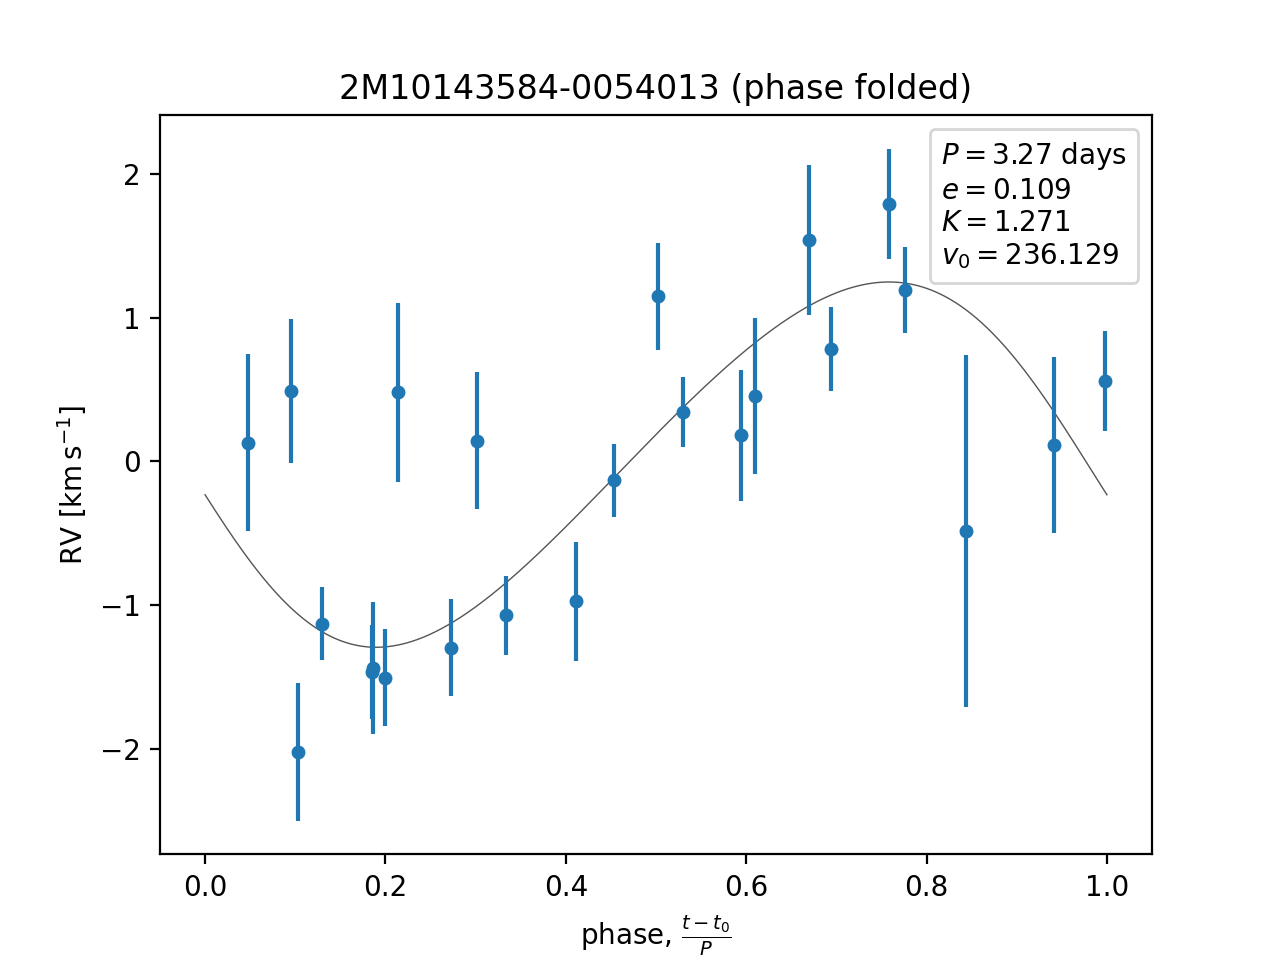 2M10143584-0054013 (phase folded)
P = 3.27 days
e = 0.109
K = 1.271
v₀ = 236.129
2
1
0
−1
−2
RV [km s⁻¹]
0.0 0.2 0.4 0.6 0.8 1.0
phase, (t − t₀)/P